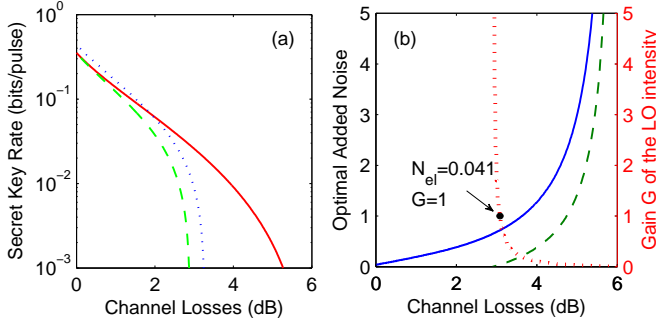 (a)
Secret Key Rate (bits/pulse)
10^0
10^-1
10^-2
10^-3
0 2 4 6
Channel Losses (dB)
(b)
Optimal Added Noise
5
4
3
2
1
0
N_el=0.041
G=1
0 2 4 6
Channel Losses (dB)
5
4
3
2
1
0
Gain G of the LO intensity